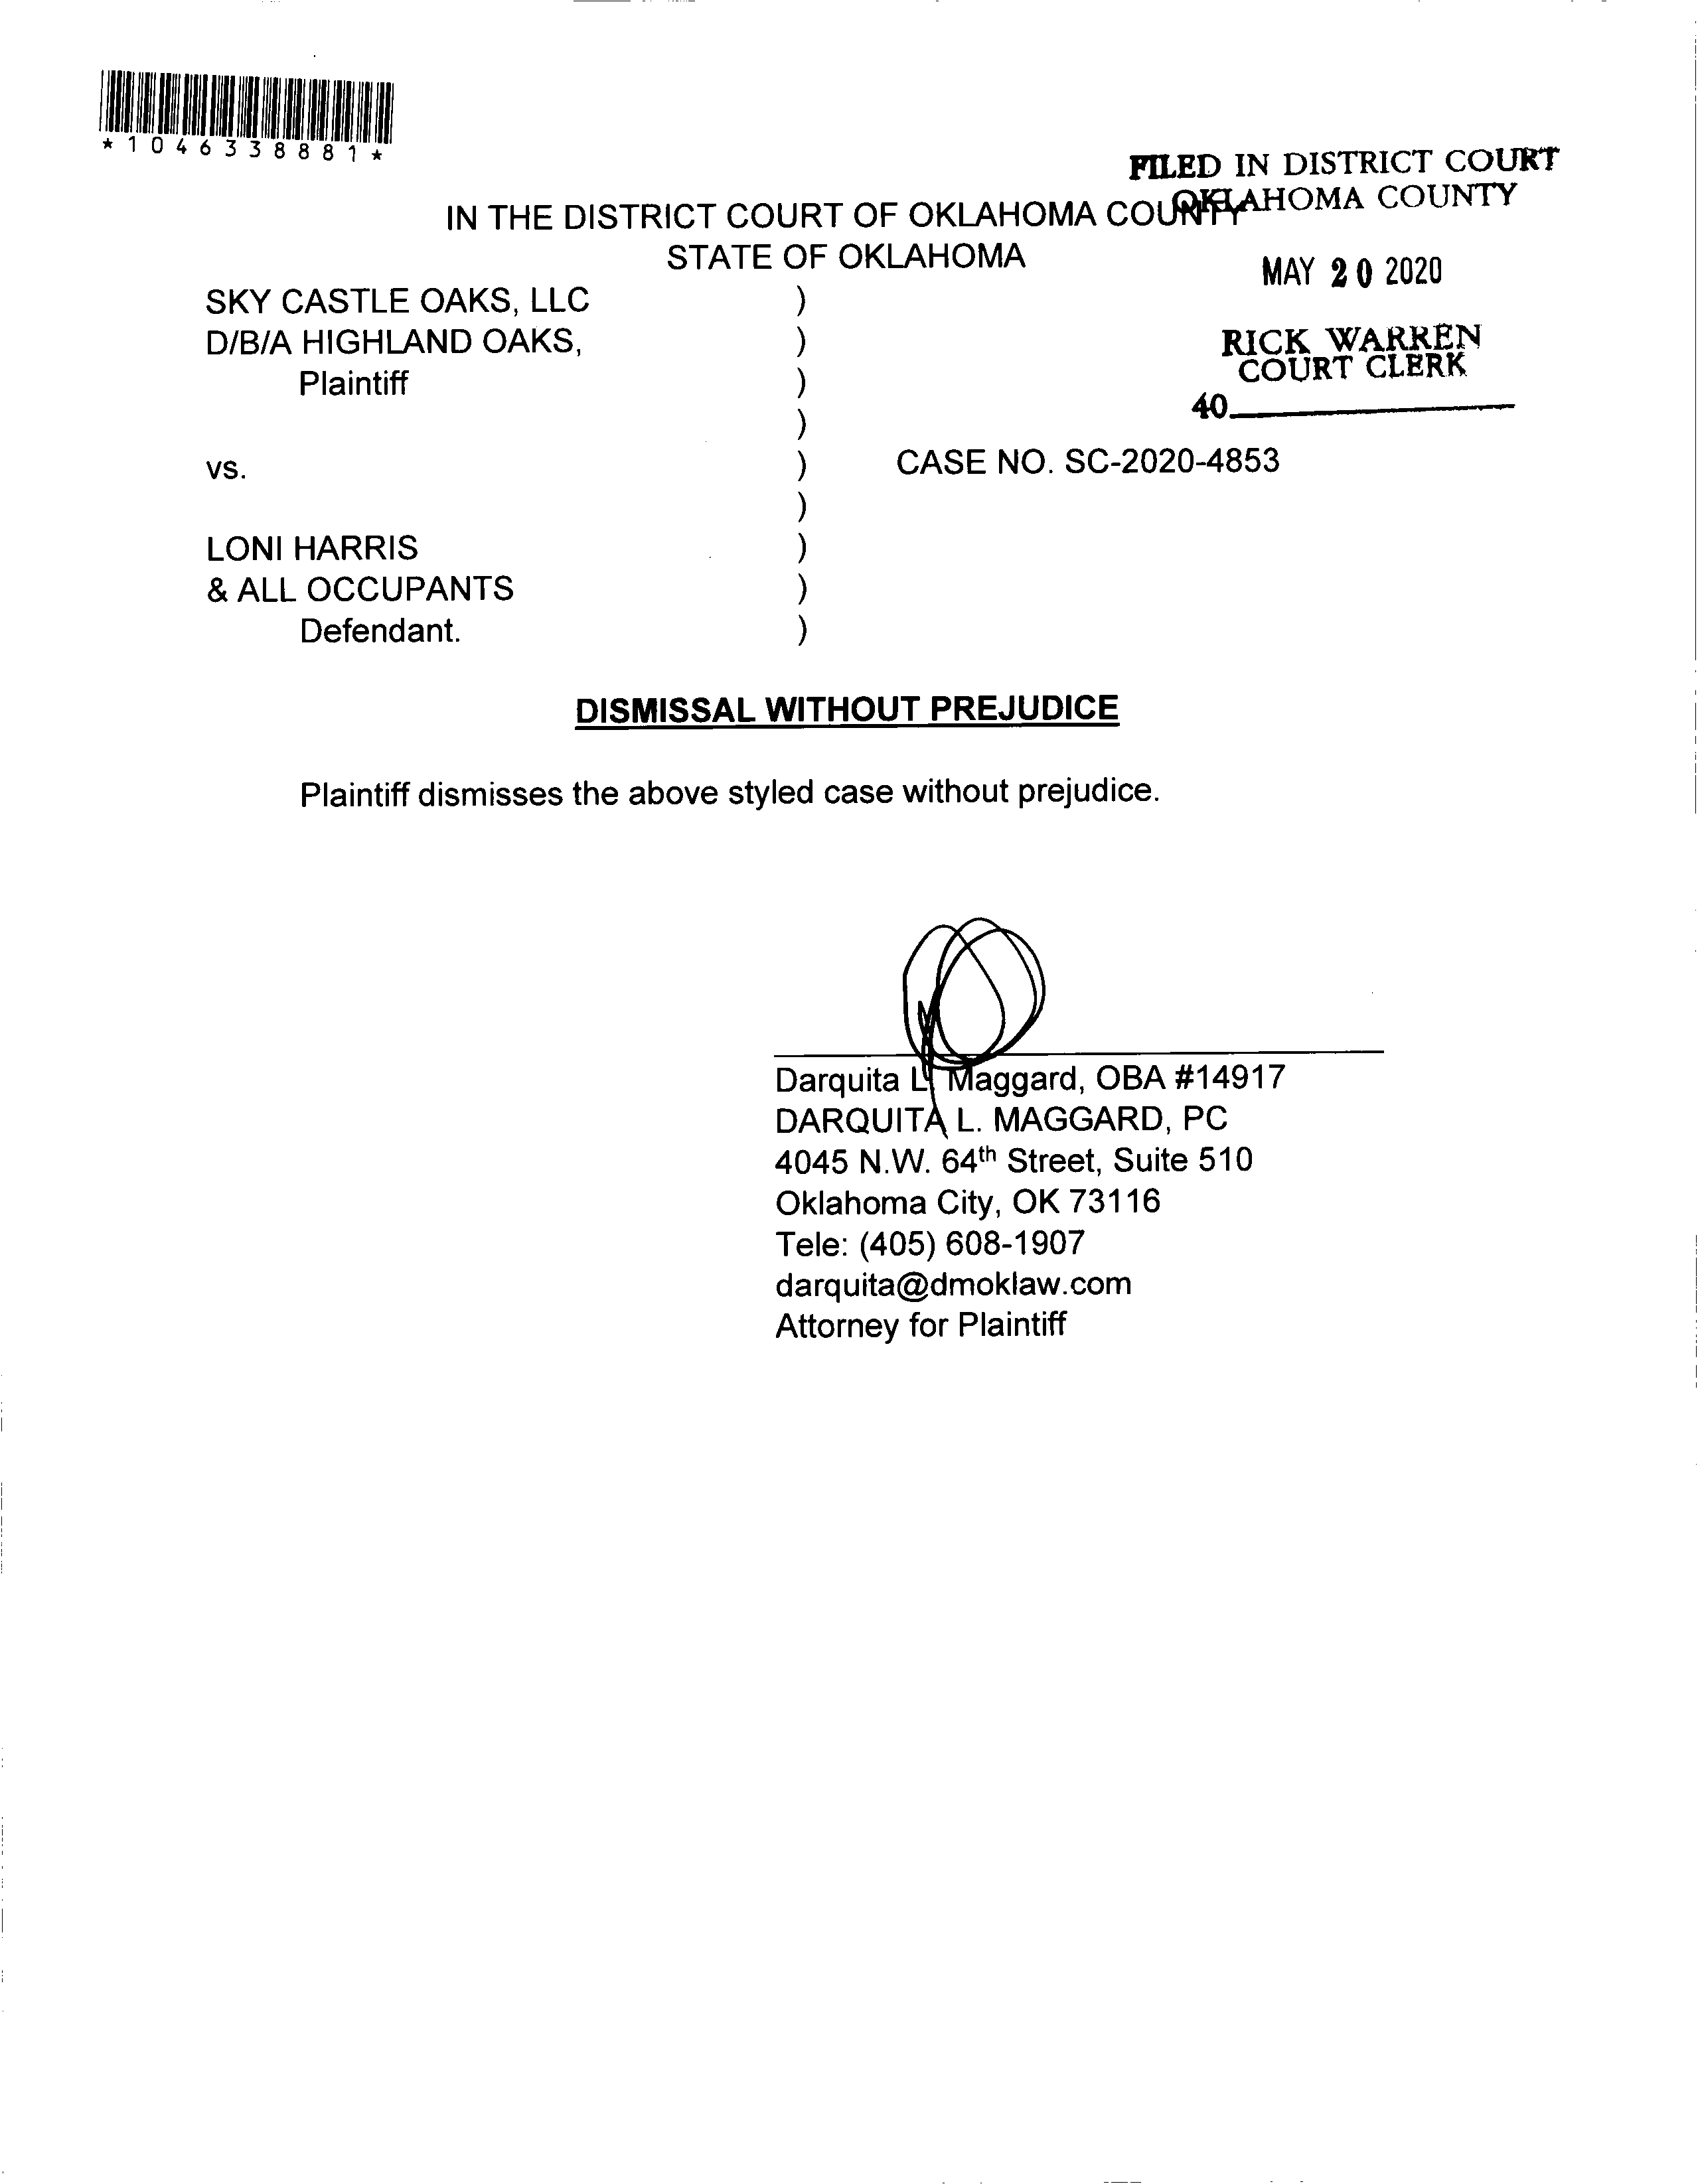 *1046338881*
FILED IN DISTRICT COURT
OKLAHOMA COUNTY
IN THE DISTRICT COURT OF OKLAHOMA COUNTY
STATE OF OKLAHOMA
MAY 20 2020
SKY CASTLE OAKS, LLC )
D/B/A HIGHLAND OAKS, )
RICK WARREN
COURT CLERK
Plaintiff )
40
)
vs. ) CASE NO. SC-2020-4853
)
LONI HARRIS )
& ALL OCCUPANTS )
Defendant. )
DISMISSAL WITHOUT PREJUDICE
Plaintiff dismisses the above styled case without prejudice.
Darquita L. Maggard, OBA #14917
DARQUITA L. MAGGARD, PC
4045 N.W. 64th Street, Suite 510
Oklahoma City, OK 73116
Tele: (405) 608-1907
darquita@dmoklaw.com
Attorney for Plaintiff